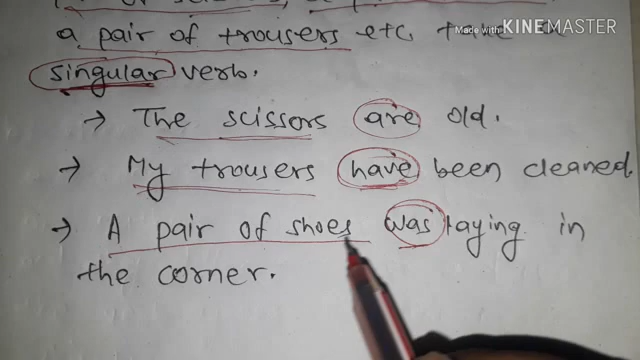 Made with KINEMASTER
a pair of trousers etc. take a
singular verb.
→ The scissors are old.
→ My trousers have been cleaned.
→ A pair of shoes was laying in
the corner.